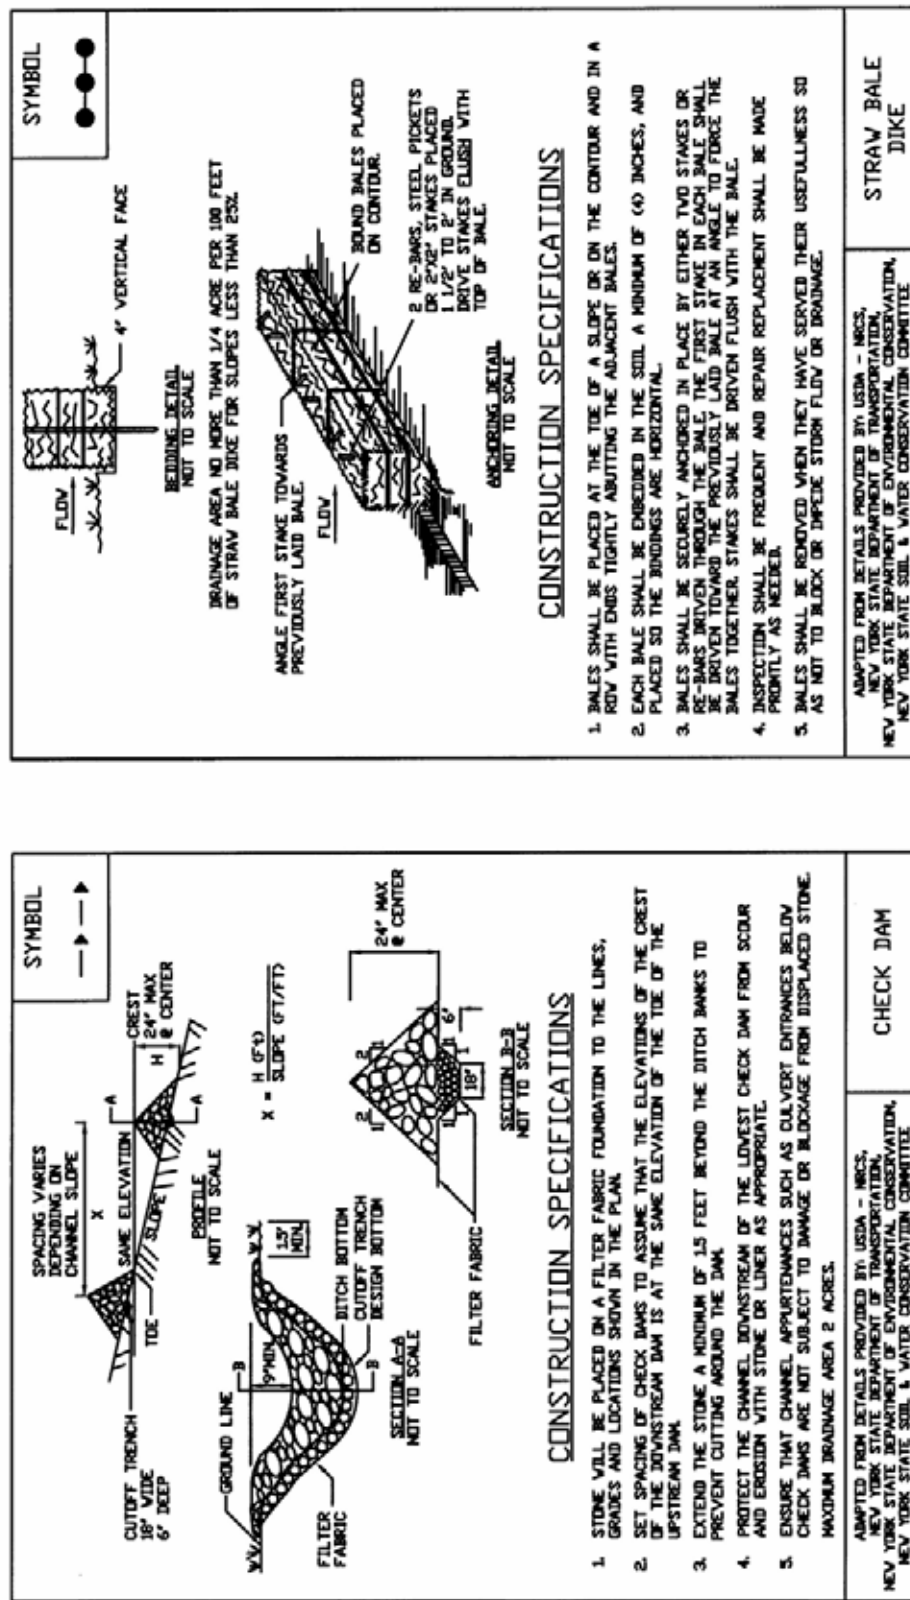 SYMBOL
SPACING VARIES
DEPENDING ON
CHANNEL SLOPE
X
CREST
24" MAX
@ CENTER
H
A
A
SAME ELEVATION
SLOPE
TOE
PROFILE
NOT TO SCALE
CUTOFF TRENCH
18" WIDE
6" DEEP
X = H (Ft)
SLOPE (FT/FT)
GROUND LINE
B
B
9"MIN.
1.5'
MIN.
DITCH BOTTOM
CUTOFF TRENCH
DESIGN BOTTOM
FILTER
FABRIC
SECTION A-A
NOT TO SCALE
24" MAX
@ CENTER
2
1
2
1
1
1
1
1
6"
18"
FILTER FABRIC
SECTION B-B
NOT TO SCALE
CONSTRUCTION SPECIFICATIONS
1. STONE WILL BE PLACED ON A FILTER FABRIC FOUNDATION TO THE LINES,
GRADES AND LOCATIONS SHOWN IN THE PLAN.
2. SET SPACING OF CHECK DAMS TO ASSUME THAT THE ELEVATIONS OF THE CREST
OF THE DOWNSTREAM DAM IS AT THE SAME ELEVATION OF THE TOE OF THE
UPSTREAM DAM.
3. EXTEND THE STONE A MINIMUM OF 1.5 FEET BEYOND THE DITCH BANKS TO
PREVENT CUTTING AROUND THE DAM.
4. PROTECT THE CHANNEL DOWNSTREAM OF THE LOWEST CHECK DAM FROM SCOUR
AND EROSION WITH STONE OR LINER AS APPROPRIATE.
5. ENSURE THAT CHANNEL APPURTENANCES SUCH AS CULVERT ENTRANCES BELOW
CHECK DAMS ARE NOT SUBJECT TO DAMAGE OR BLOCKAGE FROM DISPLACED STONE.
MAXIMUM DRAINAGE AREA 2 ACRES.
ADAPTED FROM DETAILS PROVIDED BY: USDA - NRCS,
NEW YORK STATE DEPARTMENT OF TRANSPORTATION,
NEW YORK STATE DEPARTMENT OF ENVIRONMENTAL CONSERVATION,
NEW YORK STATE SOIL & WATER CONSERVATION COMMITTEE
CHECK DAM
SYMBOL
FLOW
4" VERTICAL FACE
BEDDING DETAIL
NOT TO SCALE
DRAINAGE AREA NO MORE THAN 1/4 ACRE PER 100 FEET
OF STRAW BALE DIKE FOR SLOPES LESS THAN 25%.
ANGLE FIRST STAKE TOWARDS
PREVIOUSLY LAID BALE.
FLOW
BOUND BALES PLACED
ON CONTOUR.
2 RE-BARS, STEEL PICKETS
OR 2"X2" STAKES PLACED
1 1/2' TO 2' IN GROUND.
DRIVE STAKES FLUSH WITH
TOP OF BALE.
ANCHORING DETAIL
NOT TO SCALE
CONSTRUCTION SPECIFICATIONS
1. BALES SHALL BE PLACED AT THE TOE OF A SLOPE OR ON THE CONTOUR AND IN A
ROW WITH ENDS TIGHTLY ABUTTING THE ADJACENT BALES.
2. EACH BALE SHALL BE EMBEDDED IN THE SOIL A MINIMUM OF (4) INCHES, AND
PLACED SO THE BINDINGS ARE HORIZONTAL.
3. BALES SHALL BE SECURELY ANCHORED IN PLACE BY EITHER TWO STAKES OR
RE-BARS DRIVEN THROUGH THE BALE. THE FIRST STAKE IN EACH BALE SHALL
BE DRIVEN TOWARD THE PREVIOUSLY LAID BALE AT AN ANGLE TO FORCE THE
BALES TOGETHER. STAKES SHALL BE DRIVEN FLUSH WITH THE BALE.
4. INSPECTION SHALL BE FREQUENT AND REPAIR REPLACEMENT SHALL BE MADE
PROMTLY AS NEEDED.
5. BALES SHALL BE REMOVED WHEN THEY HAVE SERVED THEIR USEFULLNESS SO
AS NOT TO BLOCK OR IMPEDE STORM FLOW OR DRAINAGE.
ADAPTED FROM DETAILS PROVIDED BY: USDA - NRCS,
NEW YORK STATE DEPARTMENT OF TRANSPORTATION,
NEW YORK STATE DEPARTMENT OF ENVIRONMENTAL CONSERVATION,
NEW YORK STATE SOIL & WATER CONSERVATION COMMITTEE
STRAW BALE
DIKE